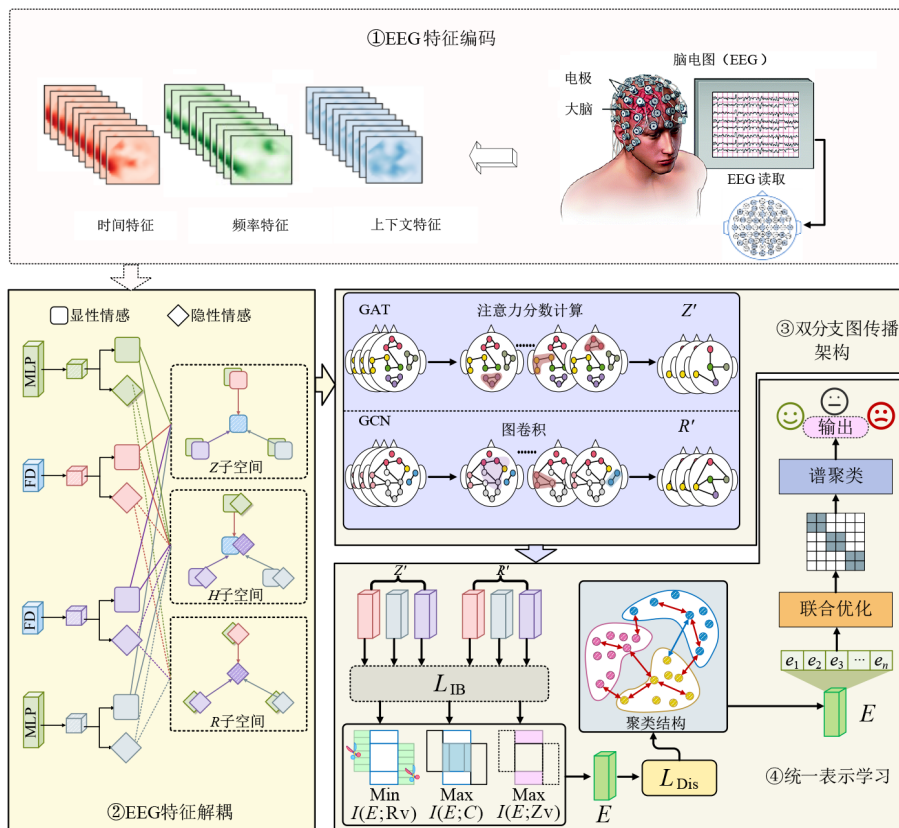 ①EEG特征编码
脑电图（EEG）
电极
大脑
EEG读取
时间特征
频率特征
上下文特征
显性情感
隐性情感
MLP
FD
FD
MLP
Z子空间
H子空间
R子空间
②EEG特征解耦
GAT
注意力分数计算
Z′
......
GCN
图卷积
R′
......
③双分支图传播
架构
Z′
R′
L_IB
Min
I(E;Rv)
Max
I(E;C)
Max
I(E;Zv)
E
L_Dis
聚类结构
输出
谱聚类
联合优化
e₁ e₂ e₃ ··· eₙ
E
④统一表示学习